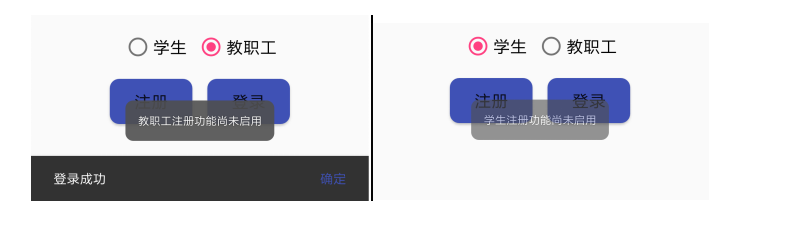 学生 教职工
注册 登录
教职工注册功能尚未启用
登录成功 确定
学生 教职工
注册 登录
学生注册功能尚未启用